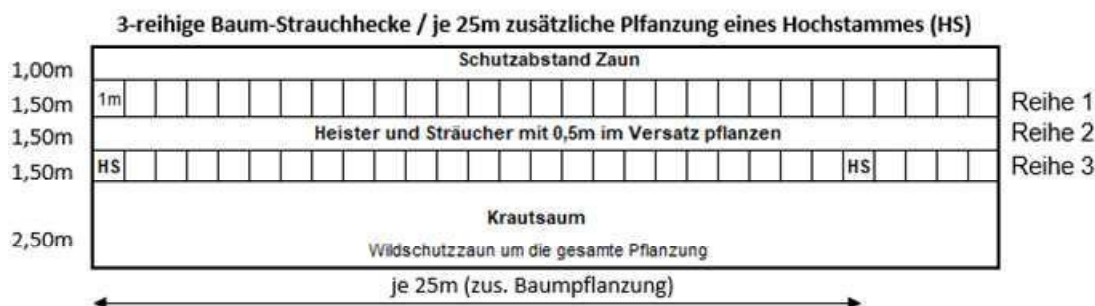 3-reihige Baum-Strauchhecke / je 25m zusätzliche Plfanzung eines Hochstammes (HS)
1,00m Schutzabstand Zaun
1,50m 1m Reihe 1
1,50m Heister und Sträucher mit 0,5m im Versatz pflanzen Reihe 2
1,50m HS HS Reihe 3
Krautsaum
2,50m
Wildschutzzaun um die gesamte Pflanzung
je 25m (zus. Baumpflanzung)